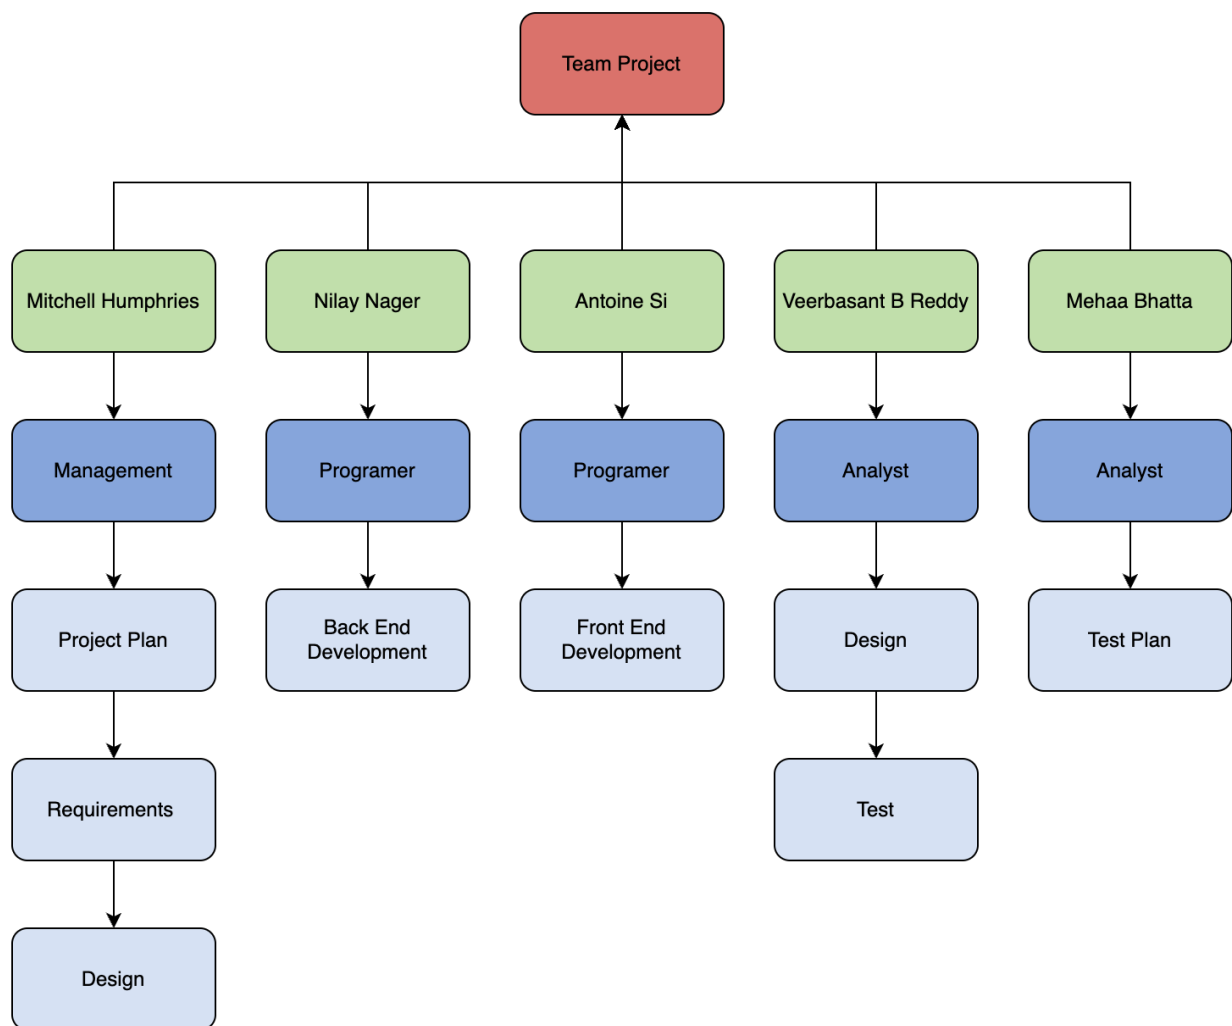 Team Project
Mitchell Humphries
Nilay Nager
Antoine Si
Veerbasant B Reddy
Mehaa Bhatta
Management
Programer
Programer
Analyst
Analyst
Project Plan
Back End
Development
Front End
Development
Design
Test Plan
Requirements
Test
Design